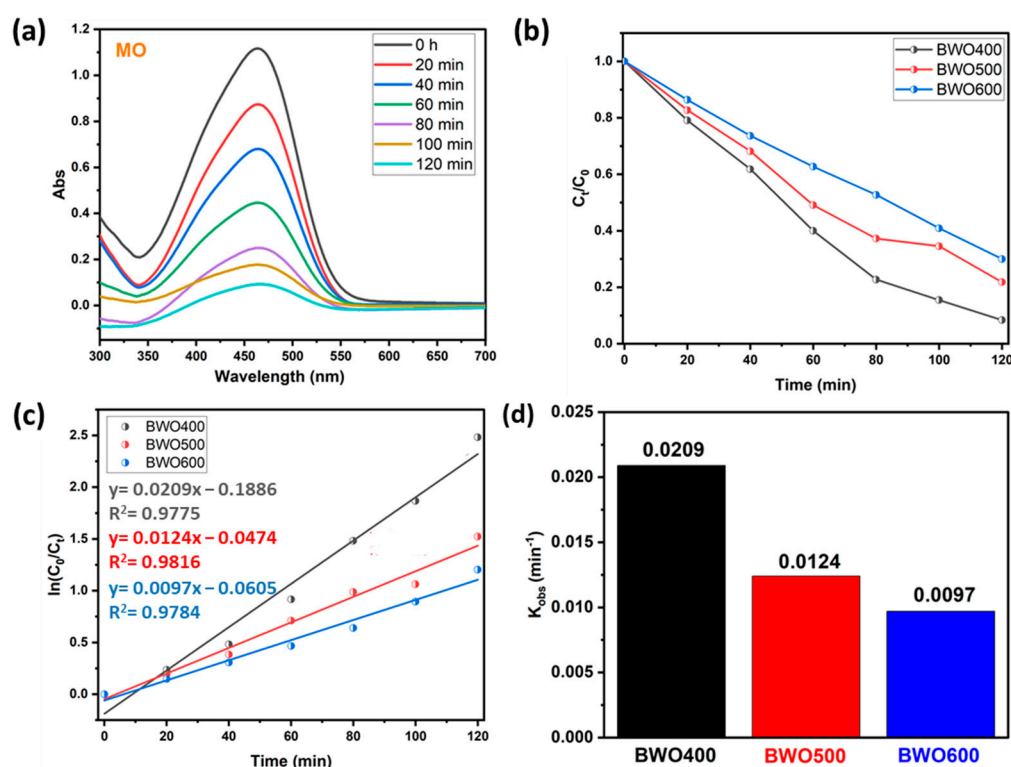 (a)
MO
0 h
20 min
40 min
60 min
80 min
100 min
120 min
1.2
1.0
0.8
0.6
0.4
0.2
0.0
Abs
300 350 400 450 500 550 600 650 700
Wavelength (nm)
(b)
BWO400
BWO500
BWO600
1.0
0.8
0.6
0.4
0.2
0.0
Cₜ/C₀
0 20 40 60 80 100 120
Time (min)
(c)
BWO400
BWO500
BWO600
y= 0.0209x – 0.1886
R²= 0.9775
y= 0.0124x – 0.0474
R²= 0.9816
y= 0.0097x – 0.0605
R²= 0.9784
2.5
2.0
1.5
1.0
0.5
0.0
ln(C₀/Cₜ)
0 20 40 60 80 100 120
Time (min)
(d)
0.025
0.020
0.015
0.010
0.005
0.000
K_obs (min⁻¹)
0.0209
0.0124
0.0097
BWO400 BWO500 BWO600